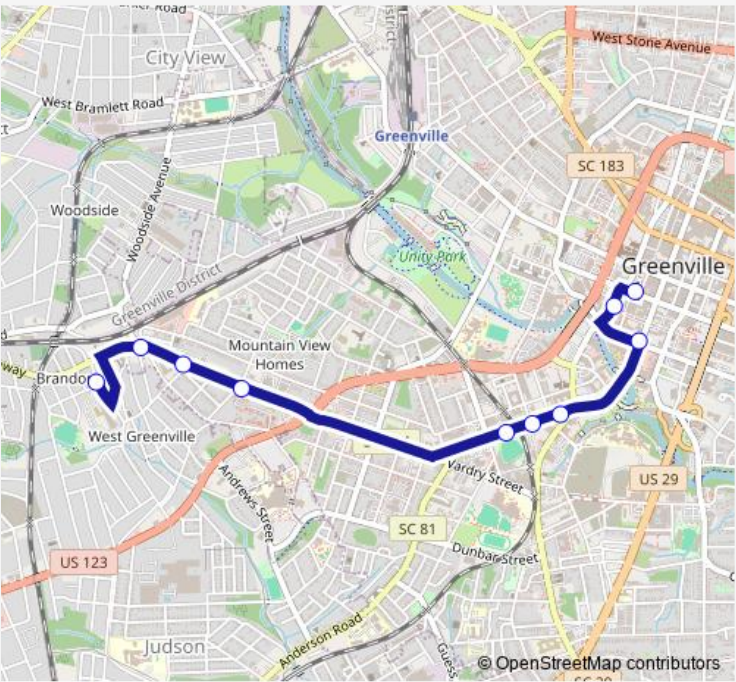 City View
West Stone Avenue
West Bramlett Road
Greenville
SC 183
Woodside
Woodside Avenue
Unity Park
Greenville
Greenville District
Mountain View
Homes
West Greenville
Vardry Street
Andrews Street
US 29
SC 81
Dunbar Street
US 123
Judson
Anderson Road
© OpenStreetMap contributors